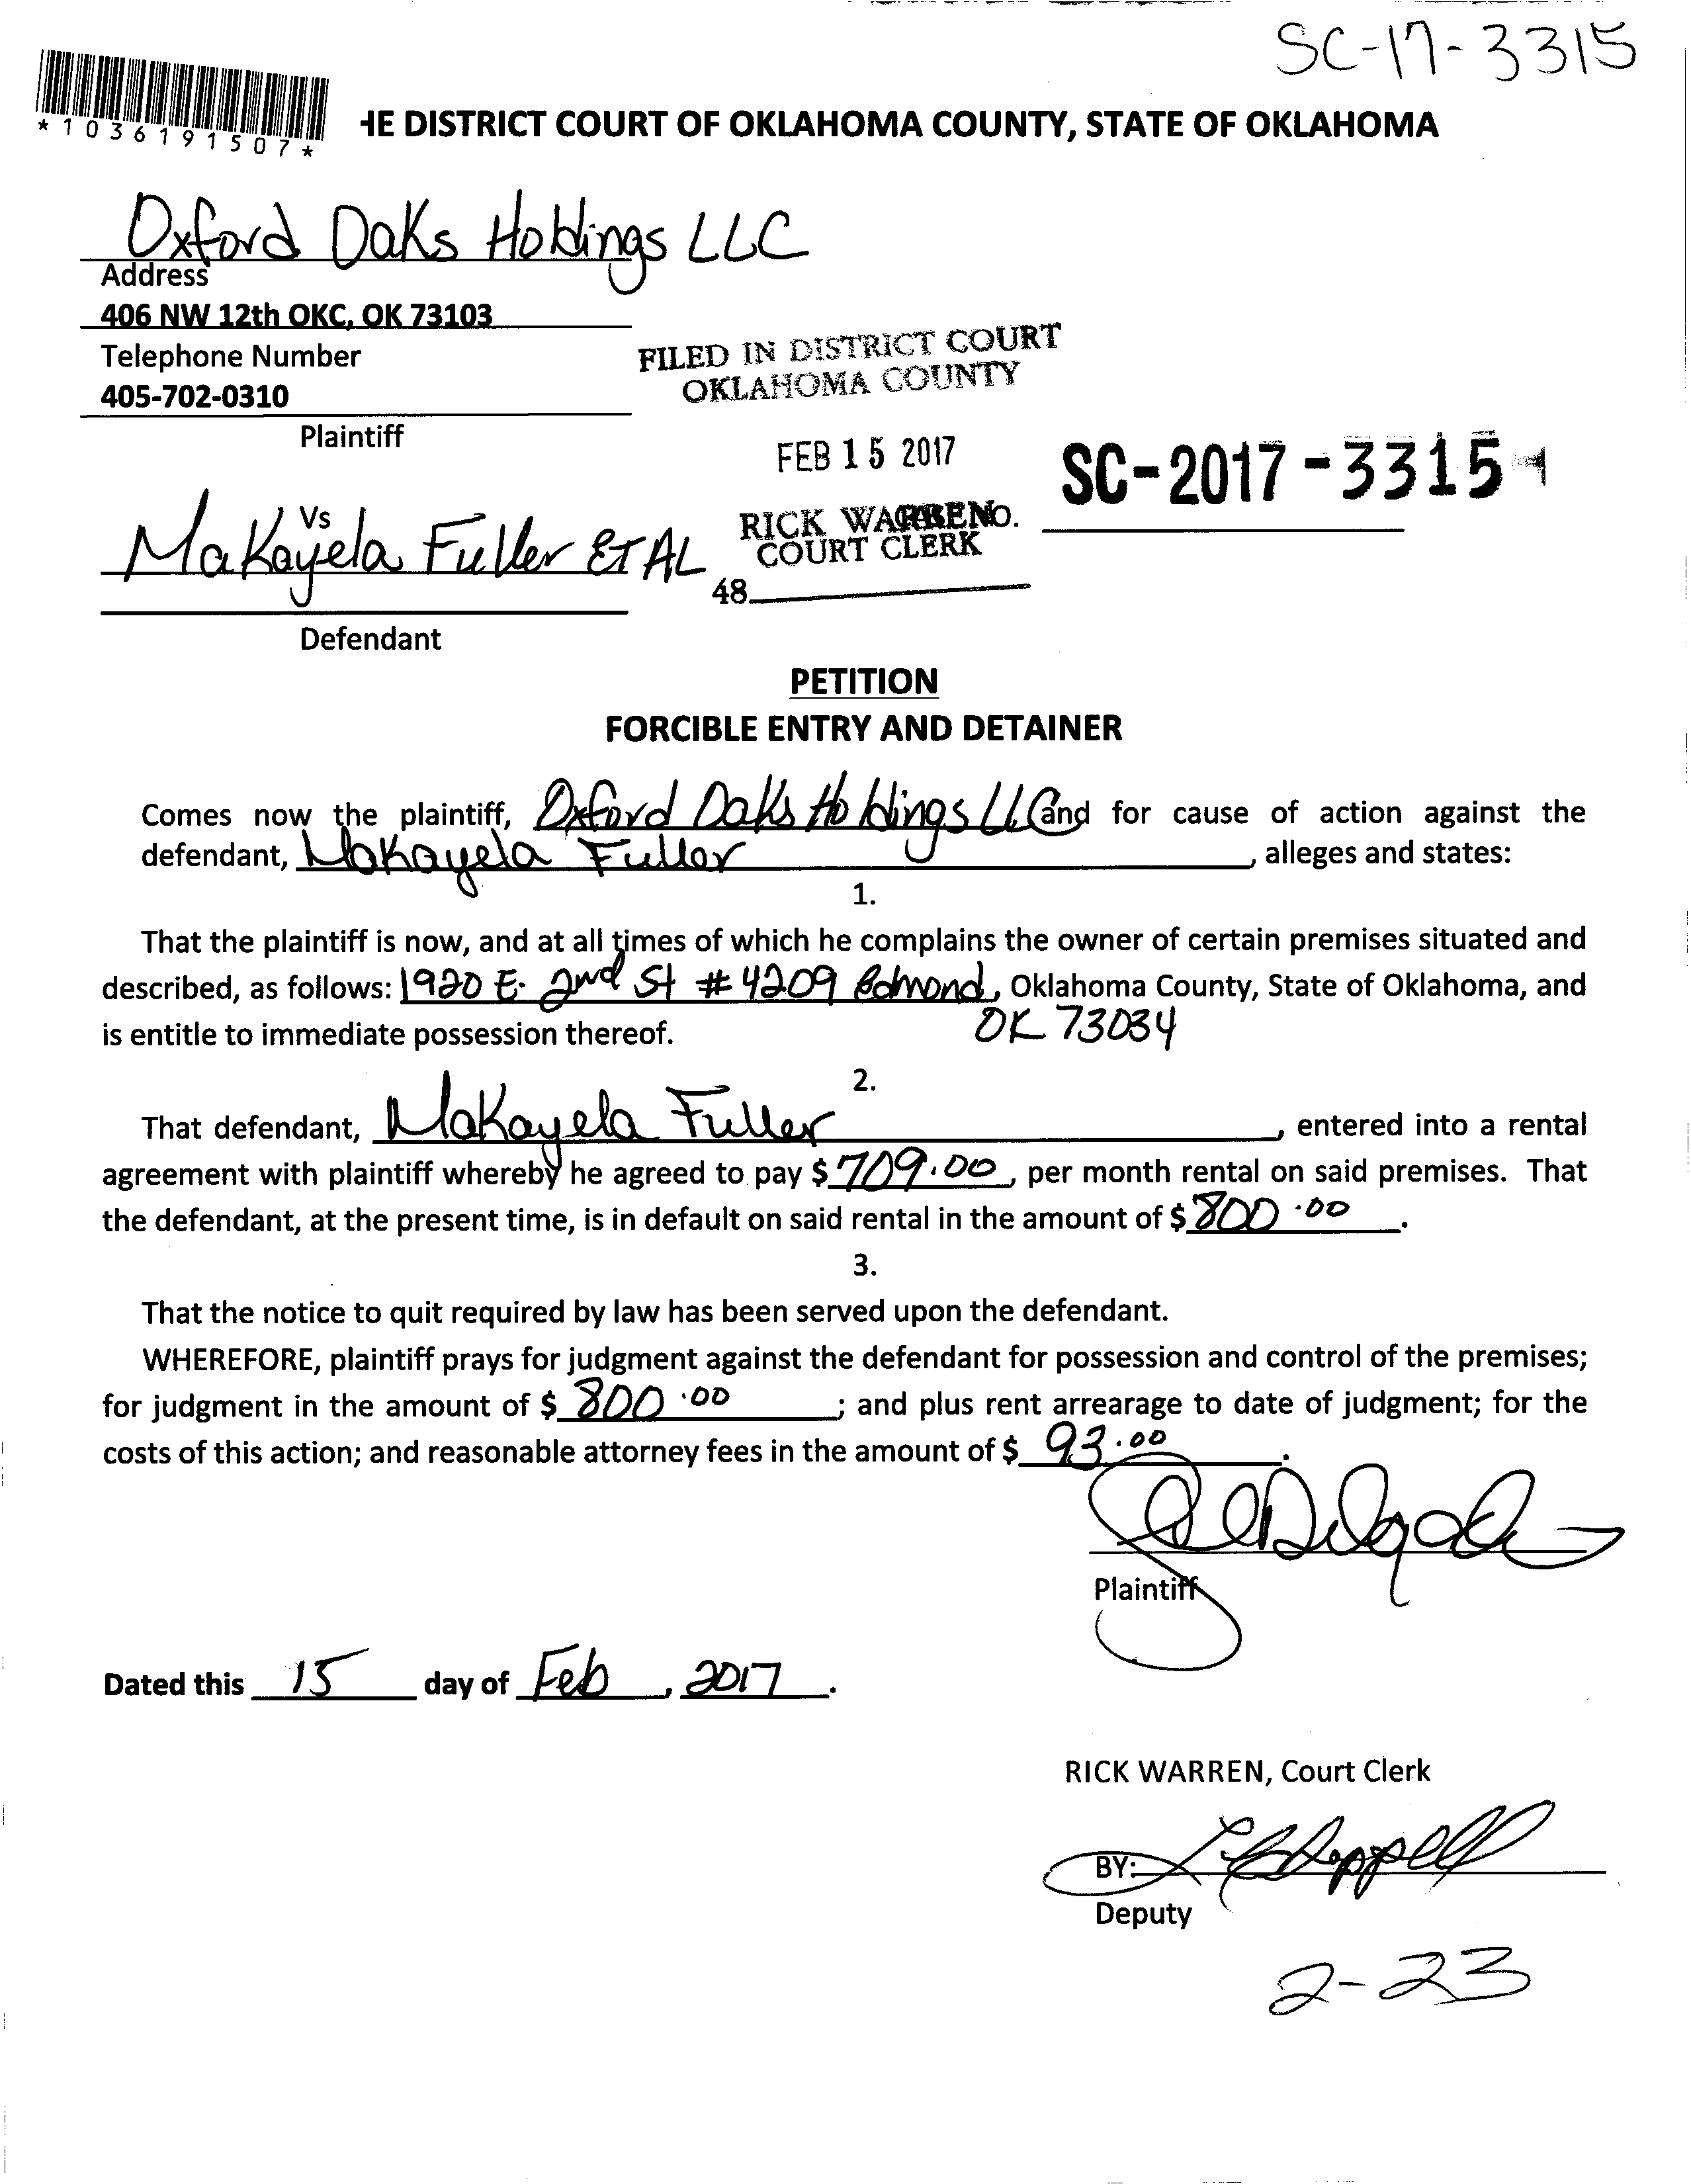 SC-17-3315
*1036191507*
HE DISTRICT COURT OF OKLAHOMA COUNTY, STATE OF OKLAHOMA
Oxford Oaks Holdings LLC
Address
406 NW 12th OKC, OK 73103
Telephone Number
405-702-0310
Plaintiff
FILED IN DISTRICT COURT
OKLAHOMA COUNTY
FEB 15 2017
SC-2017-3315
RICK WARREN
COURT CLERK
CASE NO.
48
Vs
Makayela Fuller ET AL
Defendant
PETITION
FORCIBLE ENTRY AND DETAINER
Comes now the plaintiff, Oxford Oaks Holdings LLC and for cause of action against the
defendant, Makayela Fuller, alleges and states:
1.
That the plaintiff is now, and at all times of which he complains the owner of certain premises situated and
described, as follows: 1920 E. 2nd St # 4209 Edmond, Oklahoma County, State of Oklahoma, and
is entitle to immediate possession thereof. OK 73034
2.
That defendant, Makayela Fuller, entered into a rental
agreement with plaintiff whereby he agreed to pay $ 709.00, per month rental on said premises. That
the defendant, at the present time, is in default on said rental in the amount of $ 800.00.
3.
That the notice to quit required by law has been served upon the defendant.
WHEREFORE, plaintiff prays for judgment against the defendant for possession and control of the premises;
for judgment in the amount of $ 800.00; and plus rent arrearage to date of judgment; for the
costs of this action; and reasonable attorney fees in the amount of $ 93.00.
Plaintiff
Dated this 15 day of Feb, 2017.
RICK WARREN, Court Clerk
BY:
Deputy
2-23